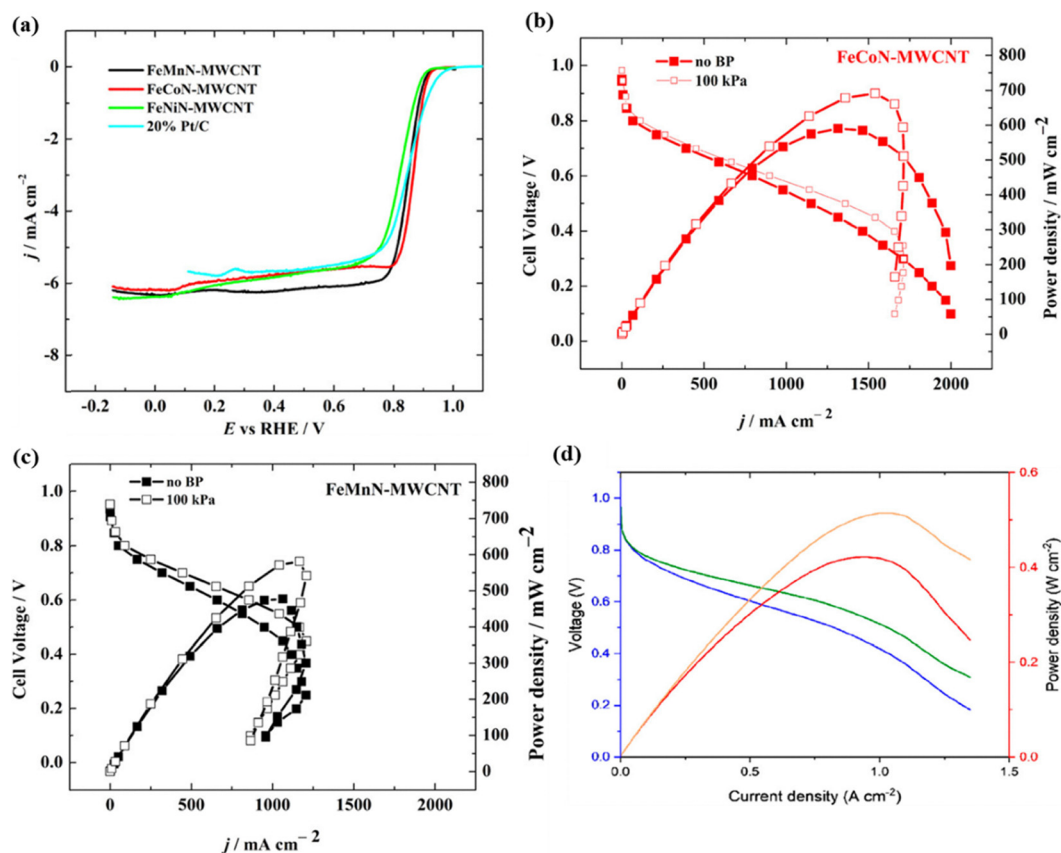 (a)
0
-2
-4
-6
-8
j / mA cm⁻²
FeMnN-MWCNT
FeCoN-MWCNT
FeNiN-MWCNT
20% Pt/C
-0.2 0.0 0.2 0.4 0.6 0.8 1.0
E vs RHE / V
(b)
no BP
100 kPa
FeCoN-MWCNT
1.0
0.8
0.6
0.4
0.2
0.0
Cell Voltage / V
800
700
600
500
400
300
200
100
0
Power density / mW cm⁻²
0 500 1000 1500 2000
j / mA cm⁻²
(c)
no BP
100 kPa
FeMnN-MWCNT
1.0
0.8
0.6
0.4
0.2
0.0
Cell Voltage / V
800
700
600
500
400
300
200
100
0
Power density / mW cm⁻²
0 500 1000 1500 2000
j / mA cm⁻²
(d)
1.0
0.8
0.6
0.4
0.2
0.0
Voltage (V)
0.6
0.4
0.2
0.0
Power density (W cm⁻²)
0.0 0.5 1.0 1.5
Current density (A cm⁻²)